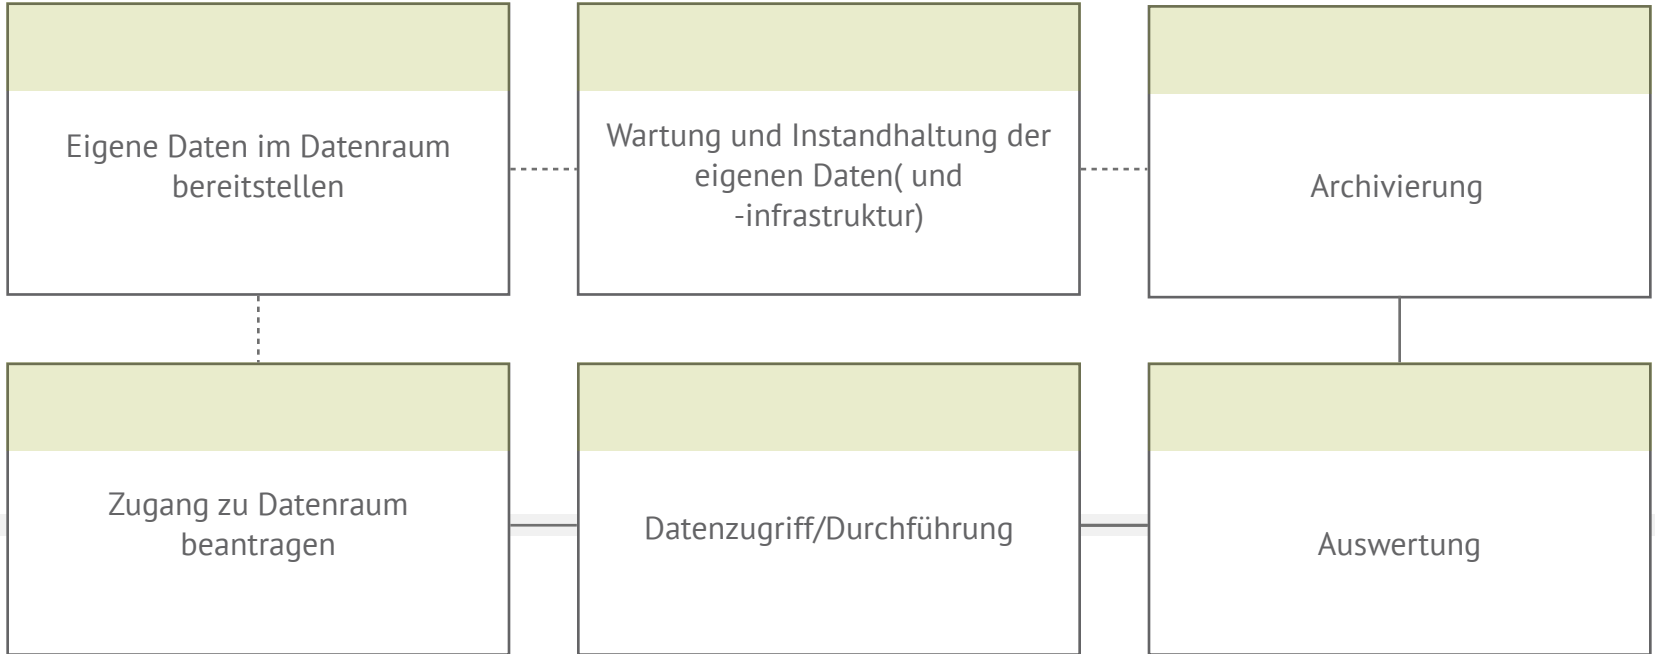 Eigene Daten im Datenraum
bereitstellen
Wartung und Instandhaltung der
eigenen Daten( und
-infrastruktur)
Archivierung
Zugang zu Datenraum
beantragen
Datenzugriff/Durchführung
Auswertung